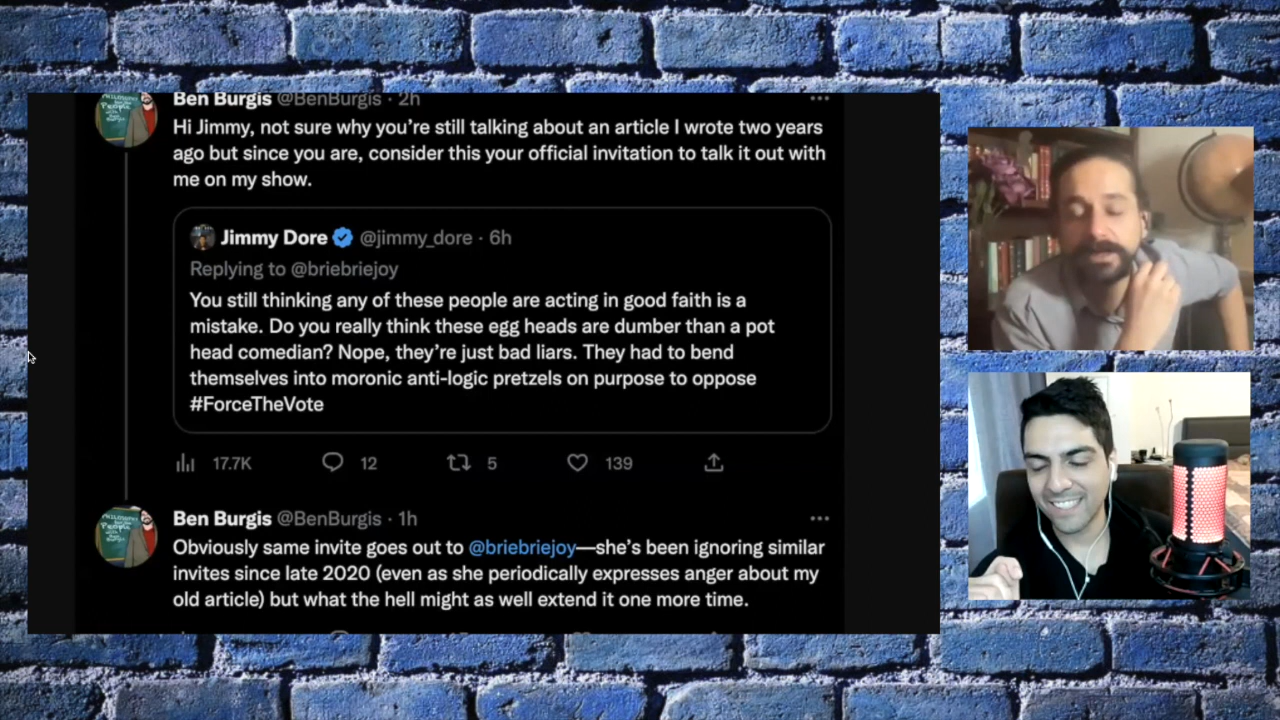 Ben Burgis @BenBurgis · 2h
Hi Jimmy, not sure why you’re still talking about an article I wrote two years
ago but since you are, consider this your official invitation to talk it out with
me on my show.
Jimmy Dore @jimmy_dore · 6h
Replying to @briebriejoy
You still thinking any of these people are acting in good faith is a
mistake. Do you really think these egg heads are dumber than a pot
head comedian? Nope, they’re just bad liars. They had to bend
themselves into moronic anti-logic pretzels on purpose to oppose
#ForceTheVote
17.7K 12 5 139
Ben Burgis @BenBurgis · 1h
Obviously same invite goes out to @briebriejoy—she’s been ignoring similar
invites since late 2020 (even as she periodically expresses anger about my
old article) but what the hell might as well extend it one more time.